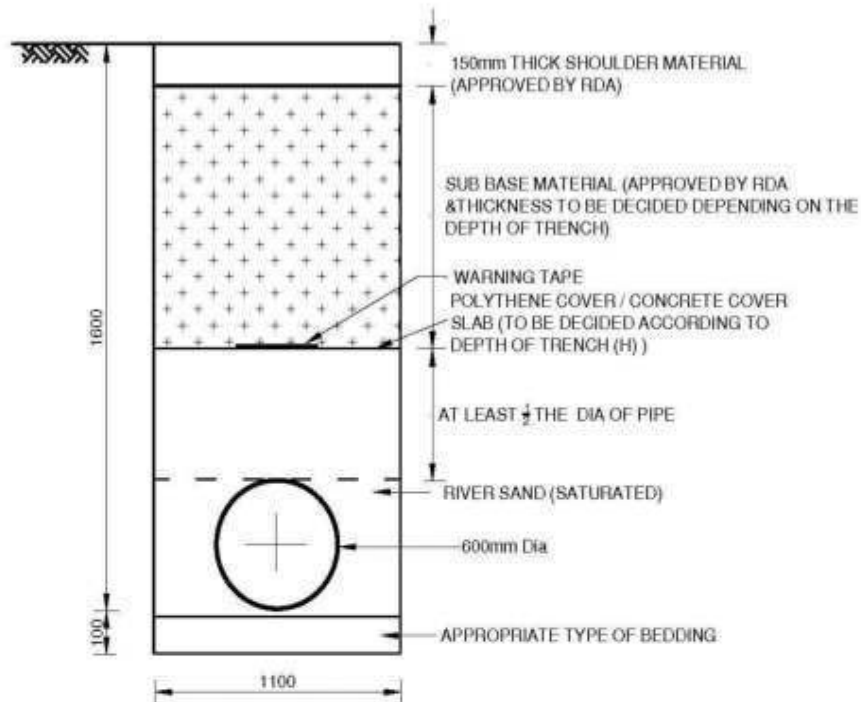 150mm THICK SHOULDER MATERIAL
(APPROVED BY RDA)
SUB BASE MATERIAL (APPROVED BY RDA
&THICKNESS TO BE DECIDED DEPENDING ON THE
DEPTH OF TRENCH)
WARNING TAPE
POLYTHENE COVER / CONCRETE COVER
SLAB (TO BE DECIDED ACCORDING TO
DEPTH OF TRENCH (H) )
1600
AT LEAST ½ THE DIA OF PIPE
RIVER SAND (SATURATED)
600mm Dia
100
APPROPRIATE TYPE OF BEDDING
1100